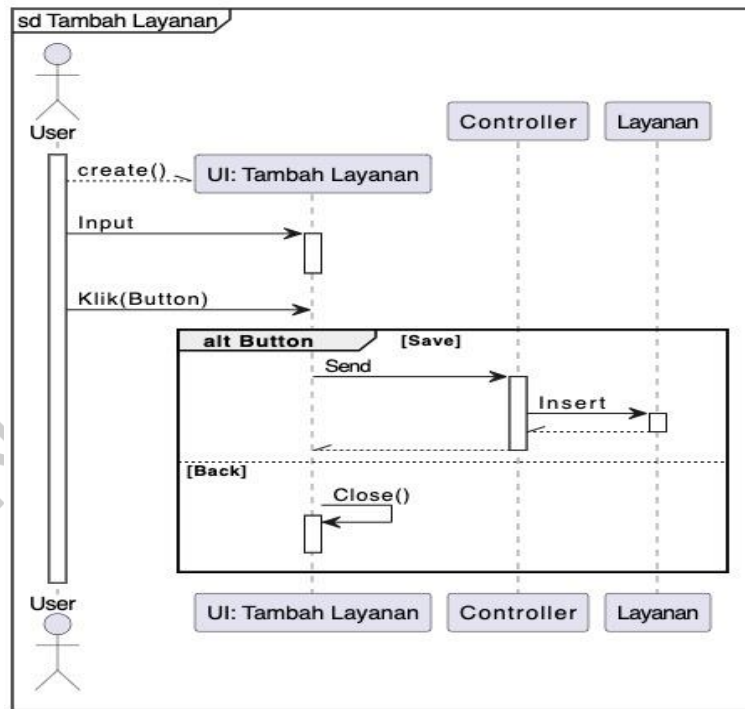 sd Tambah Layanan
User
Controller
Layanan
create()
UI: Tambah Layanan
Input
Klik(Button)
alt Button
[Save]
Send
Insert
[Back]
Close()
User
UI: Tambah Layanan
Controller
Layanan